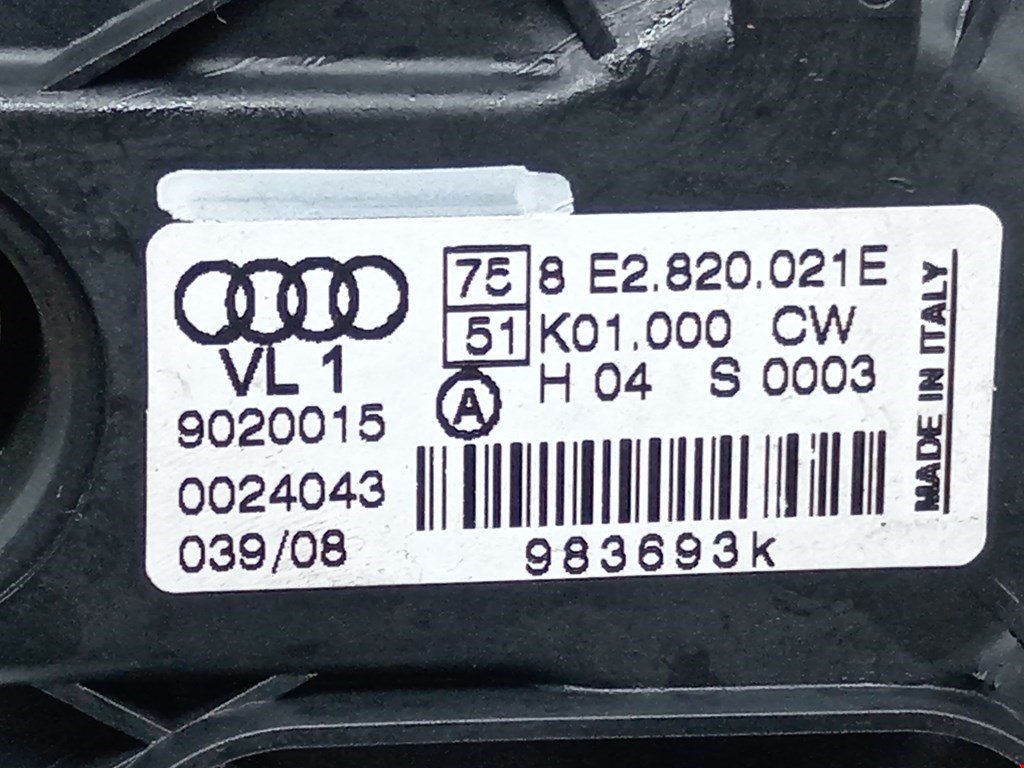 VL 1
9020015
0024043
039/08
75 8 E2.820.021E
51 K01.000 CW
A H 04 S 0003
983693k
MADE IN ITALY